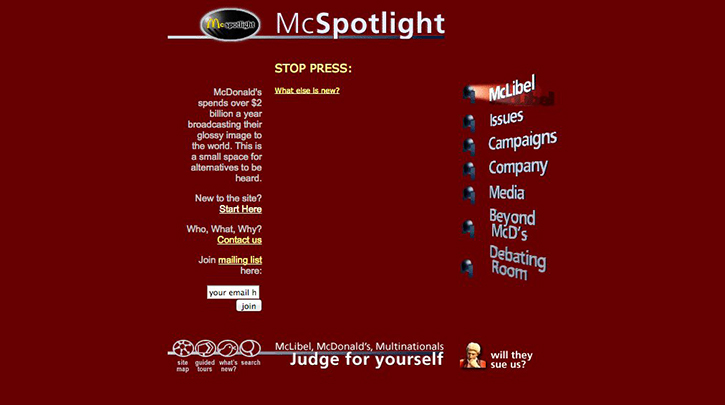 Mcspotlight
McSpotlight
McDonald's
spends over $2
billion a year
broadcasting their
glossy image to
the world. This is
a small space for
alternatives to be
heard.
New to the site?
Start Here
Who, What, Why?
Contact us
Join mailing list
here:
your email h
join
STOP PRESS:
What else is new?
McLibel
Issues
Campaigns
Company
Media
Beyond
McD's
Debating
Room
site
map
guided
tours
what's
new?
search
McLibel, McDonald's, Multinationals
Judge for yourself
will they
sue us?